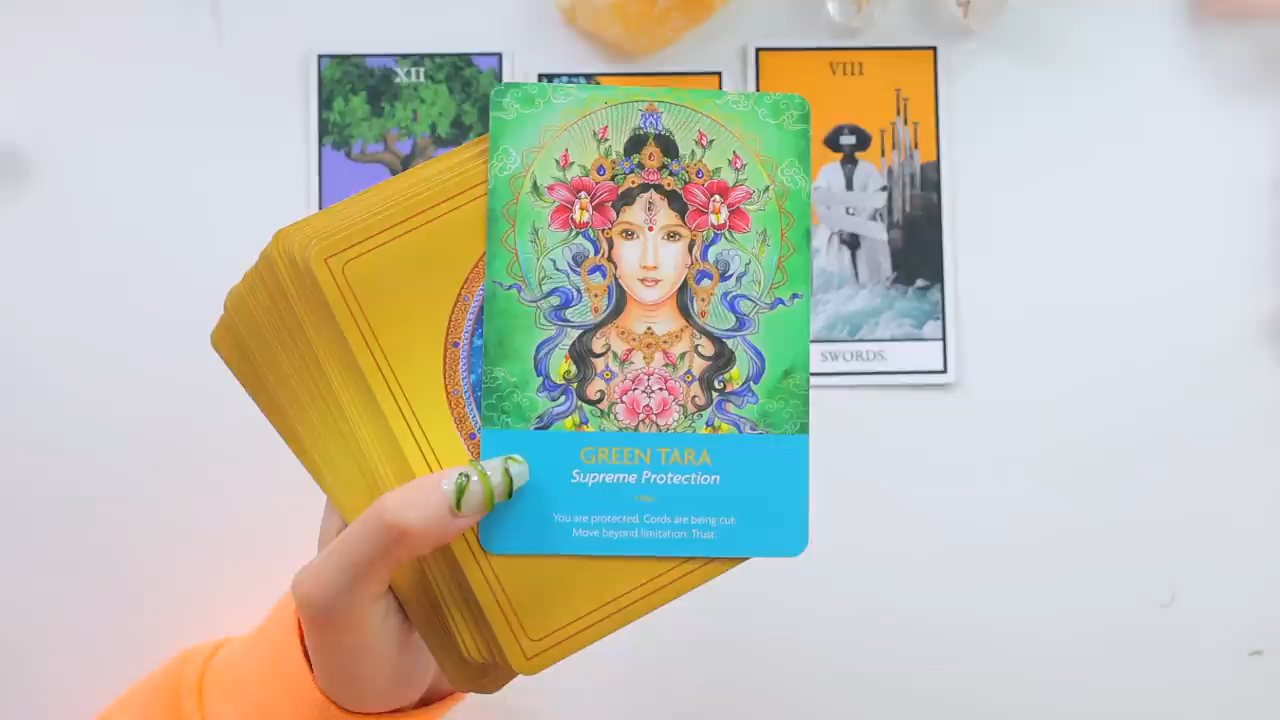 XII
VIII
SWORDS.
GREEN TARA
Supreme Protection
You are protected. Cords are being cut.
Move beyond limitation. Trust.